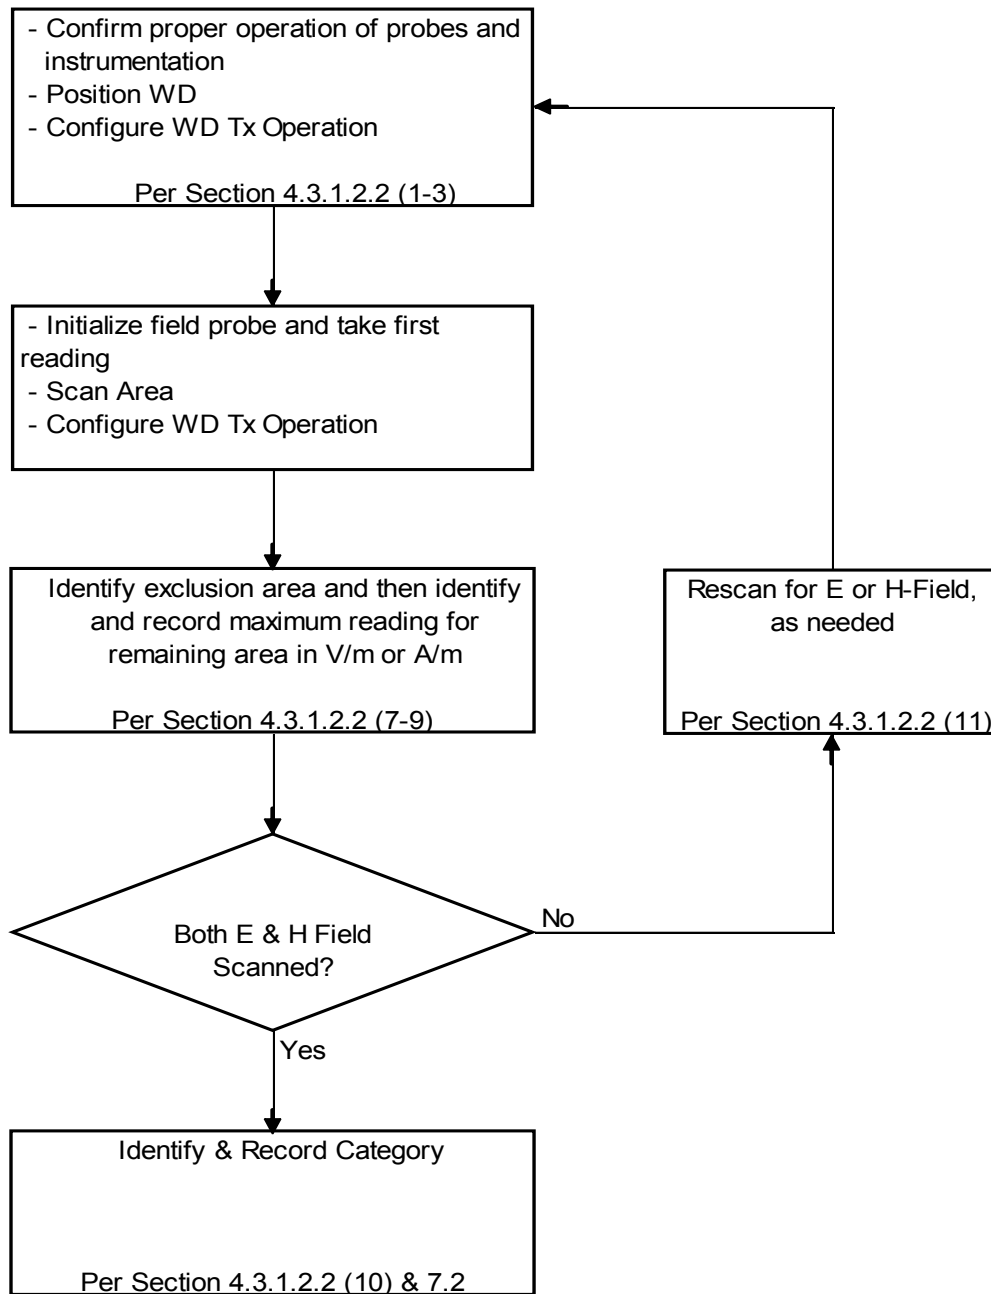 - Confirm proper operation of probes and
instrumentation
- Position WD
- Configure WD Tx Operation
Per Section 4.3.1.2.2 (1-3)
- Initialize field probe and take first
reading
- Scan Area
- Configure WD Tx Operation
Identify exclusion area and then identify
and record maximum reading for
remaining area in V/m or A/m
Per Section 4.3.1.2.2 (7-9)
Rescan for E or H-Field,
as needed
Per Section 4.3.1.2.2 (11)
Both E & H Field
Scanned?
No
Yes
Identify & Record Category
Per Section 4.3.1.2.2 (10) & 7.2